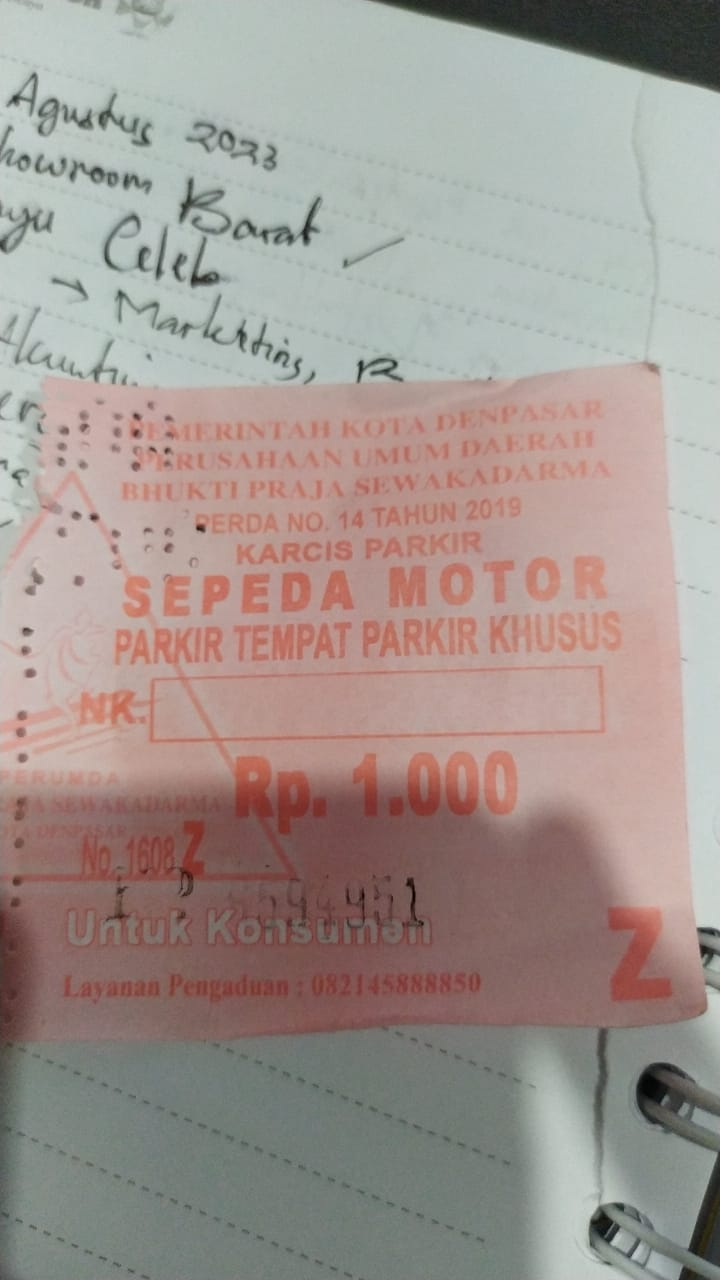 Agustus 2023
howroom Barat
Celeb
→ Marketing,
PEMERINTAH KOTA DENPASAR
PERUSAHAAN UMUM DAERAH
BHUKTI PRAJA SEWAKADARMA
PERDA NO. 14 TAHUN 2019
KARCIS PARKIR
SEPEDA MOTOR
PARKIR TEMPAT PARKIR KHUSUS
NK.
Rp. 1.000
PERUMDA
SEWAKADARMA
KOTA DENPASAR
No. 1608 Z
Untuk Konsumen
Z
Layanan Pengaduan : 082145888850